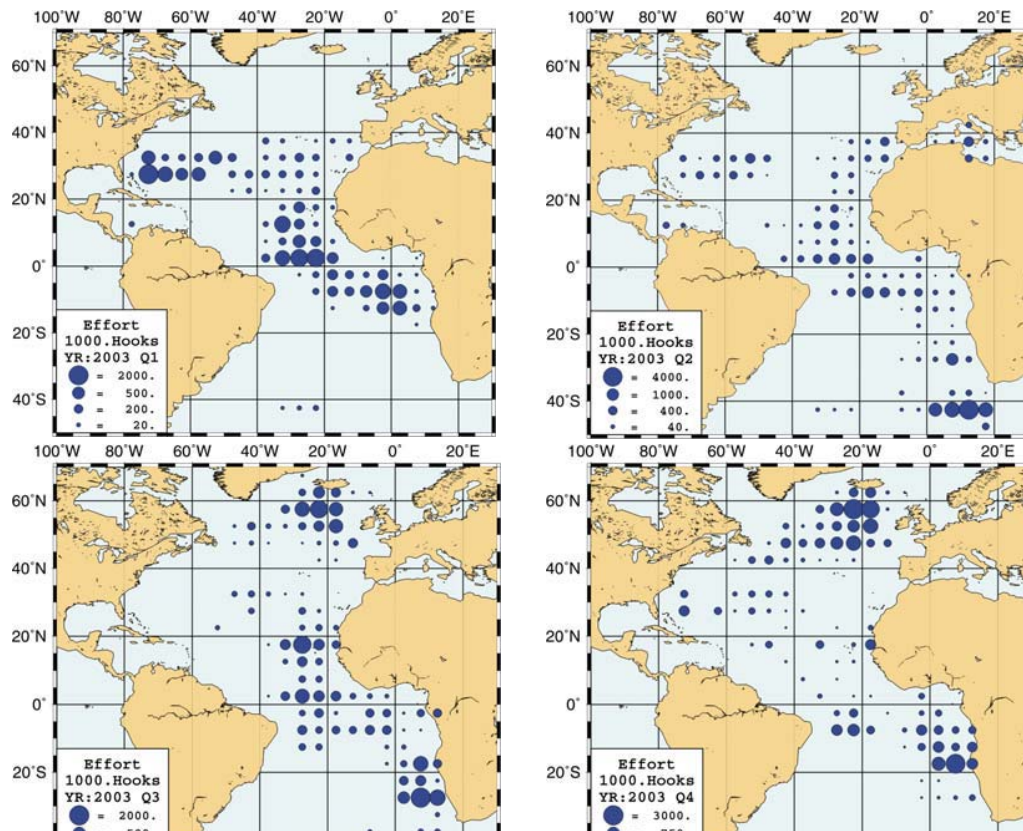 100°W 80°W 60°W 40°W 20°W 0° 20°E
60°N
40°N
20°N
0°
20°S
40°S
Effort
1000.Hooks
YR:2003 Q1
= 2000.
= 500.
= 200.
= 20.
100°W 80°W 60°W 40°W 20°W 0° 20°E
100°W 80°W 60°W 40°W 20°W 0° 20°E
60°N
40°N
20°N
0°
20°S
40°S
Effort
1000.Hooks
YR:2003 Q2
= 4000.
= 1000.
= 400.
= 40.
100°W 80°W 60°W 40°W 20°W 0° 20°E
60°N
40°N
20°N
0°
20°S
Effort
1000.Hooks
YR:2003 Q3
= 2000.
60°N
40°N
20°N
0°
20°S
Effort
1000.Hooks
YR:2003 Q4
= 3000.